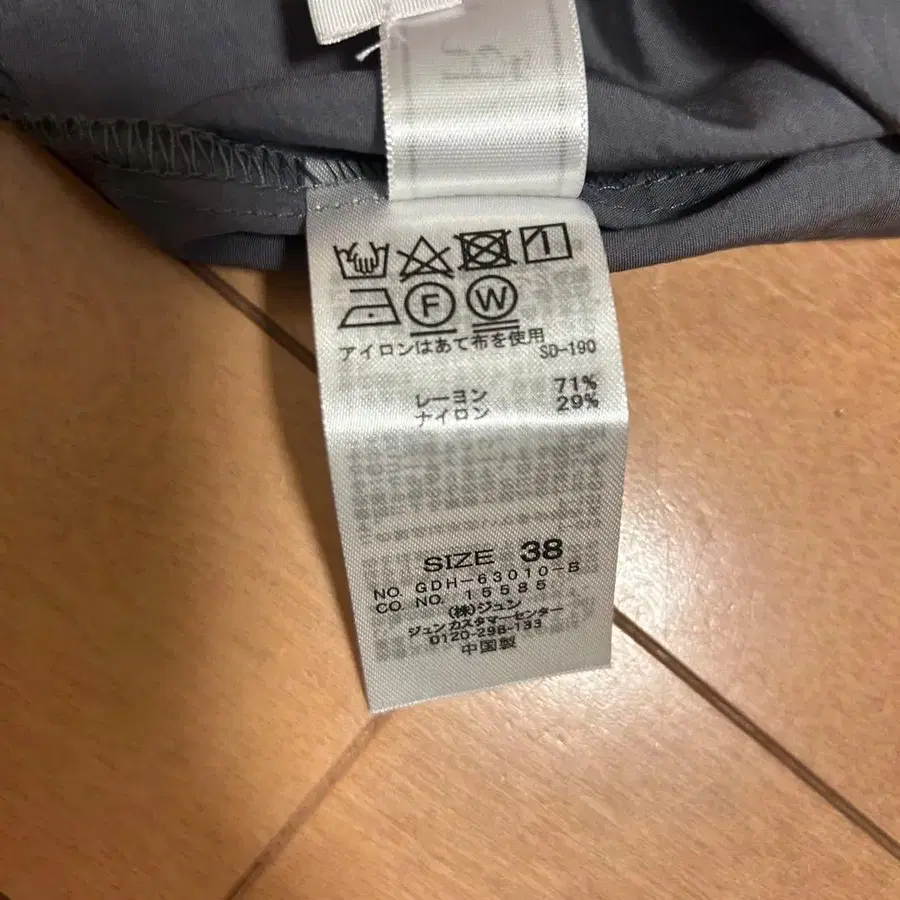 F W
アイロンはあて布を使用
SD-190
レーヨン 71%
ナイロン 29%
SIZE 38
NO. GDH-63010-B
CO. NO. 15585
(株)ジュン
ジュンカスタマーセンター
0120-298-133
中国製